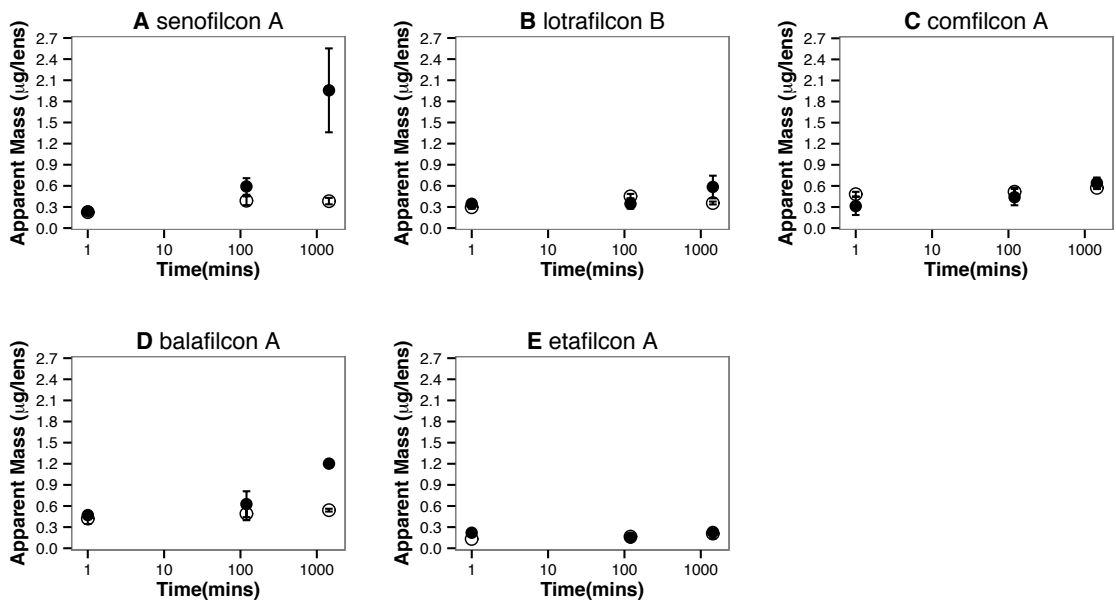 A senofilcon A
Apparent Mass (μg/lens)
2.7
2.4
2.1
1.8
1.5
1.2
0.9
0.6
0.3
0.0
1 10 100 1000
Time(mins)
B lotrafilcon B
Apparent Mass (μg/lens)
2.7
2.4
2.1
1.8
1.5
1.2
0.9
0.6
0.3
0.0
1 10 100 1000
Time(mins)
C comfilcon A
Apparent Mass (μg/lens)
2.7
2.4
2.1
1.8
1.5
1.2
0.9
0.6
0.3
0.0
1 10 100 1000
Time(mins)
D balafilcon A
Apparent Mass (μg/lens)
2.7
2.4
2.1
1.8
1.5
1.2
0.9
0.6
0.3
0.0
1 10 100 1000
Time(mins)
E etafilcon A
Apparent Mass (μg/lens)
2.7
2.4
2.1
1.8
1.5
1.2
0.9
0.6
0.3
0.0
1 10 100 1000
Time(mins)